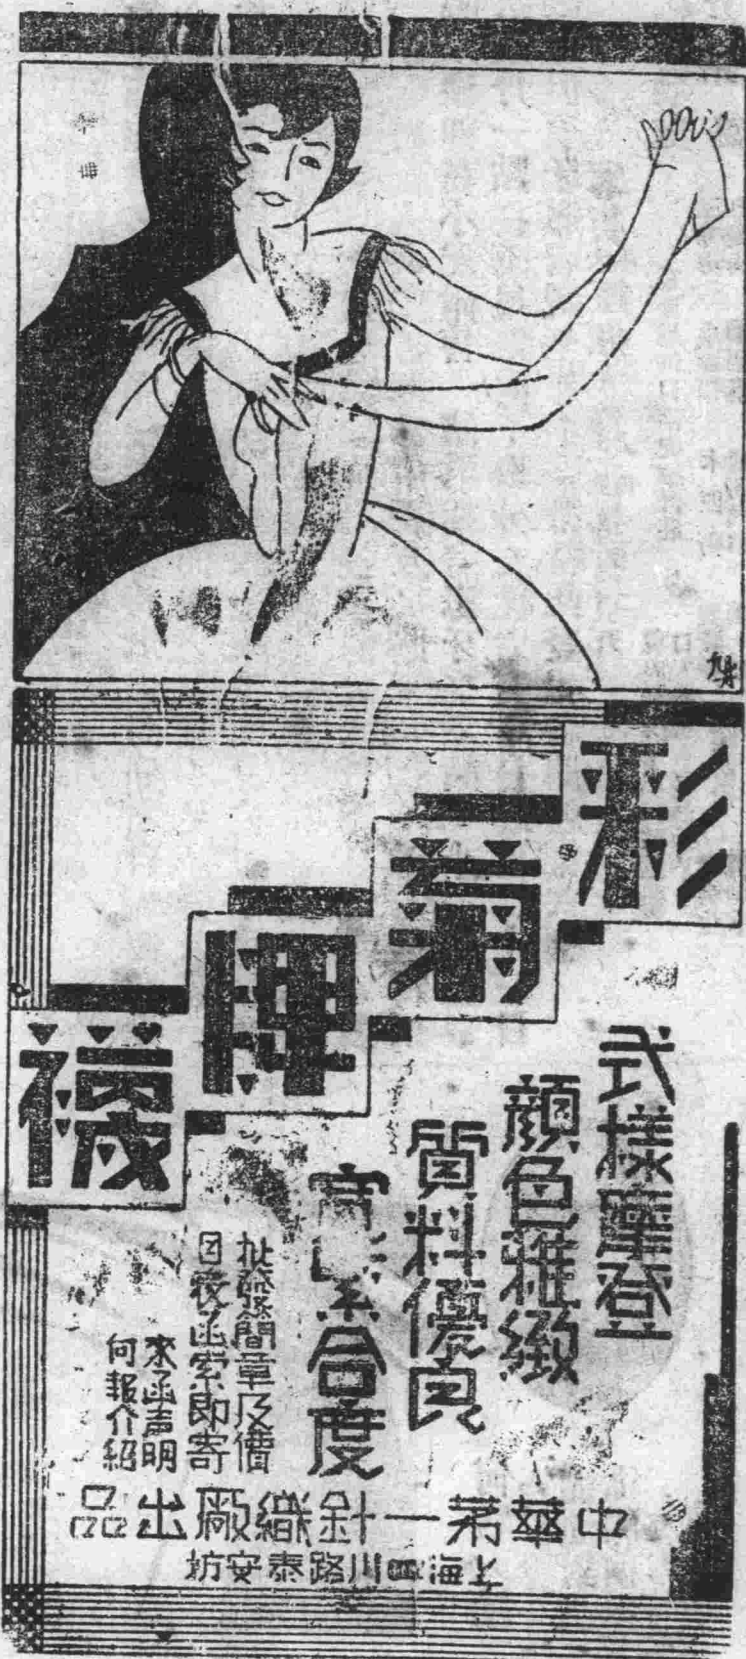 彩菊牌襪
式樣摩登
顏色雅緻
質料優良
寬緊合度
批發簡章及價
目表函索即寄
來函声明
何報介紹
中華苐一針織廠出品
上海四川路泰安坊